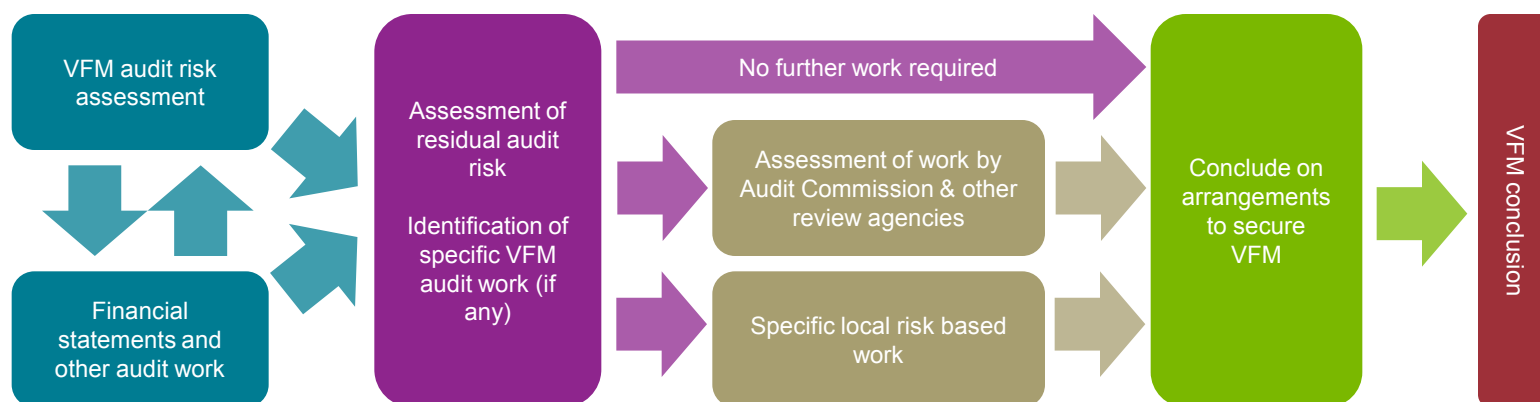 VFM audit risk
assessment
Financial
statements and
other audit work
Assessment of
residual audit
risk
Identification of
specific VFM
audit work (if
any)
No further work required
Assessment of work by
Audit Commission & other
review agencies
Specific local risk based
work
Conclude on
arrangements
to secure
VFM
VFM conclusion